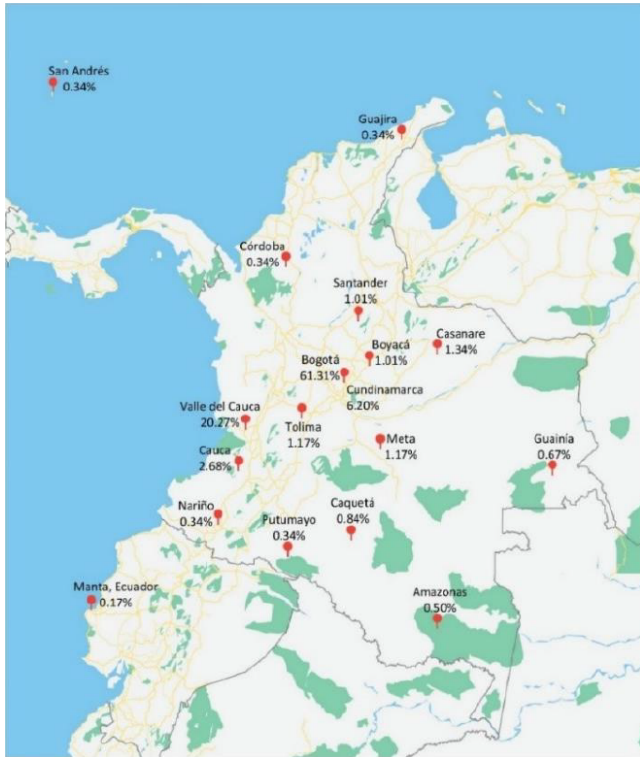 San Andrés
0.34%
Guajira
0.34%
Córdoba
0.34%
Santander
1.01%
Casanare
1.34%
Boyacá
1.01%
Bogotá
61.31%
Cundinamarca
6.20%
Valle del Cauca
20.27%
Tolima
1.17%
Meta
1.17%
Cauca
2.68%
Guainía
0.67%
Nariño
0.34%
Putumayo
0.34%
Caquetá
0.84%
Manta, Ecuador
0.17%
Amazonas
0.50%